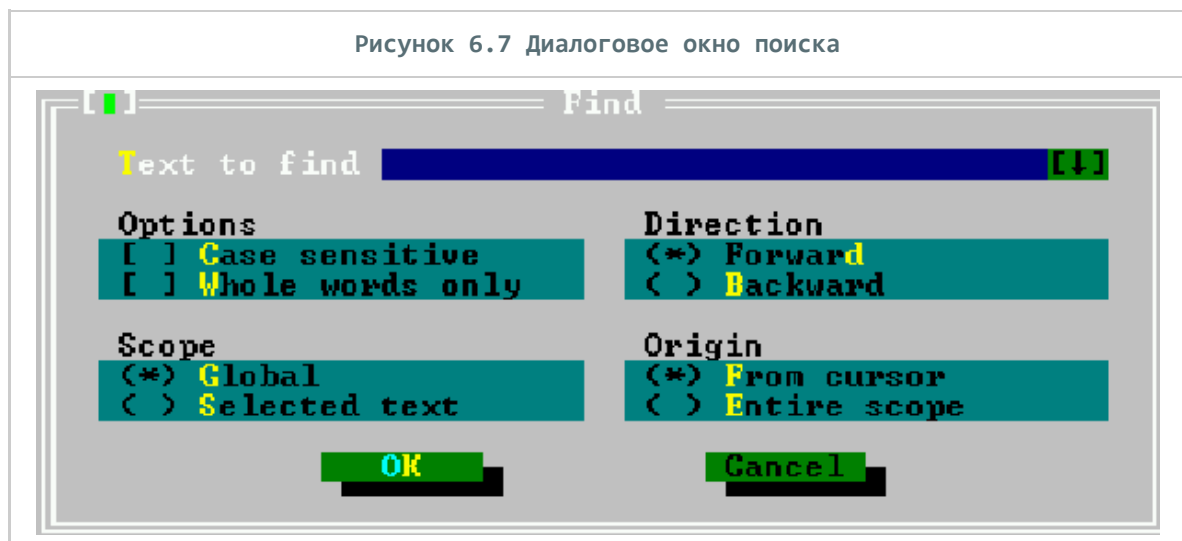 Рисунок 6.7 Диалоговое окно поиска
[▮] Find
Text to find [↓]
Options Direction
[ ] Case sensitive (*) Forward
[ ] Whole words only ( ) Backward
Scope Origin
(*) Global (*) From cursor
( ) Selected text ( ) Entire scope
OK Cancel